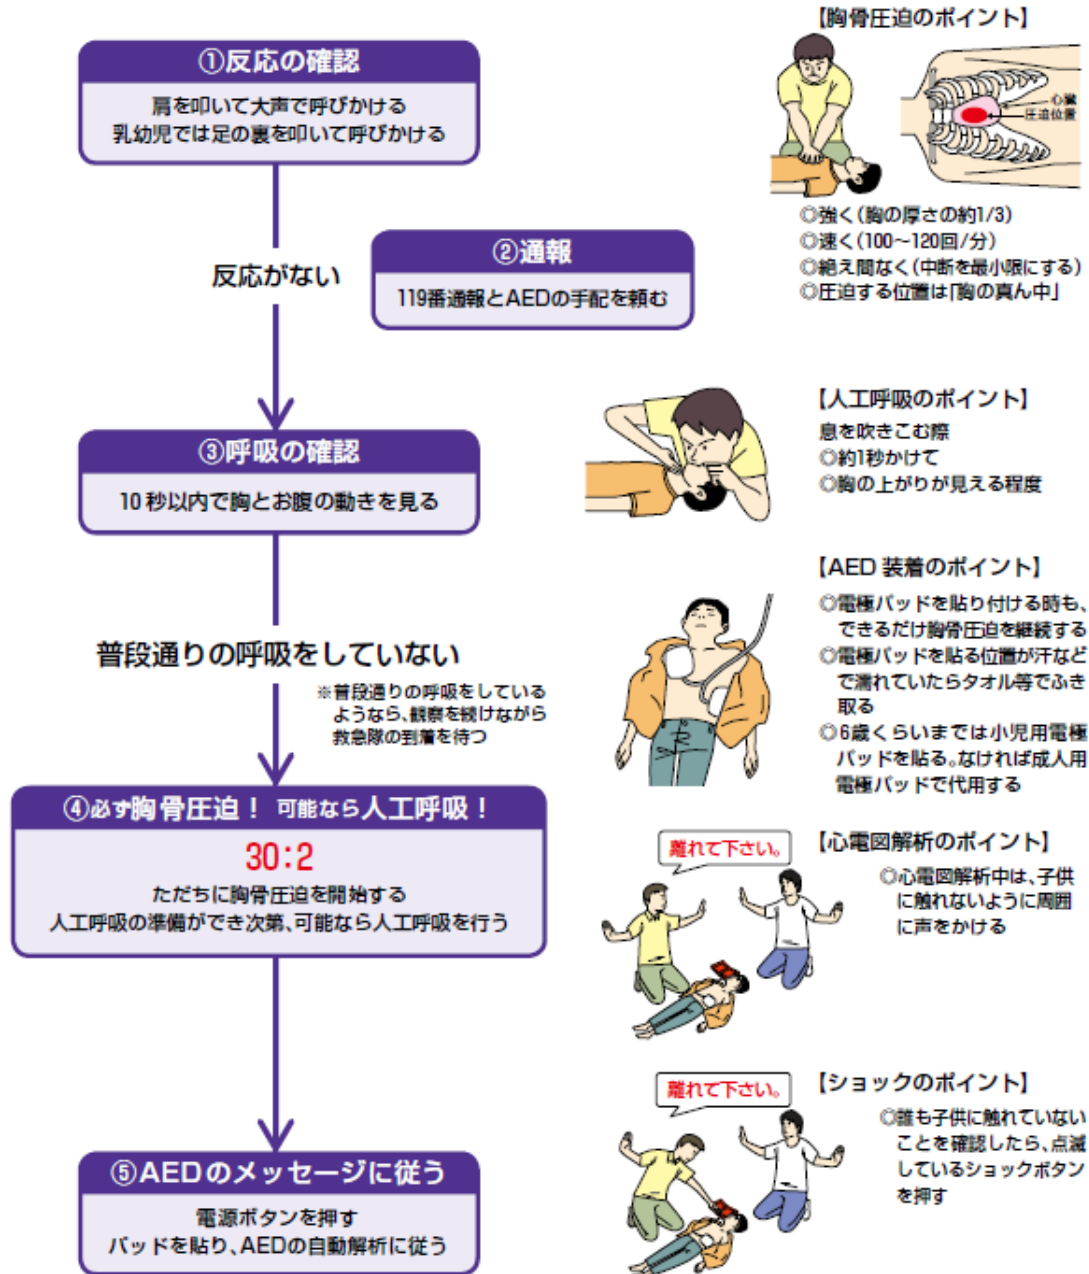 ①反応の確認
肩を叩いて大声で呼びかける
乳幼児では足の裏を叩いて呼びかける
反応がない
②通報
119番通報とAEDの手配を頼む
③呼吸の確認
10秒以内で胸とお腹の動きを見る
普段通りの呼吸をしていない
※普段通りの呼吸をしている
ようなら、観察を続けながら
救急隊の到着を待つ
④必ず胸骨圧迫！ 可能なら人工呼吸！
30：2
ただちに胸骨圧迫を開始する
人工呼吸の準備ができ次第、可能なら人工呼吸を行う
⑤AEDのメッセージに従う
電源ボタンを押す
パッドを貼り、AEDの自動解析に従う
【胸骨圧迫のポイント】
心臓
圧迫位置
◎強く（胸の厚さの約1/3）
◎速く（100～120回/分）
◎絶え間なく（中断を最小限にする）
◎圧迫する位置は「胸の真ん中」
【人工呼吸のポイント】
息を吹きこむ際
◎約1秒かけて
◎胸の上がりが見える程度
【AED 装着のポイント】
◎電極パッドを貼り付ける時も、
できるだけ胸骨圧迫を継続する
◎電極パッドを貼る位置が汗など
で濡れていたらタオル等でふき
取る
◎6歳くらいまでは小児用電極
パッドを貼る。なければ成人用
電極パッドで代用する
【心電図解析のポイント】
離れて下さい。
◎心電図解析中は、子供
に触れないように周囲
に声をかける
【ショックのポイント】
離れて下さい。
◎誰も子供に触れていない
ことを確認したら、点滅
しているショックボタン
を押す